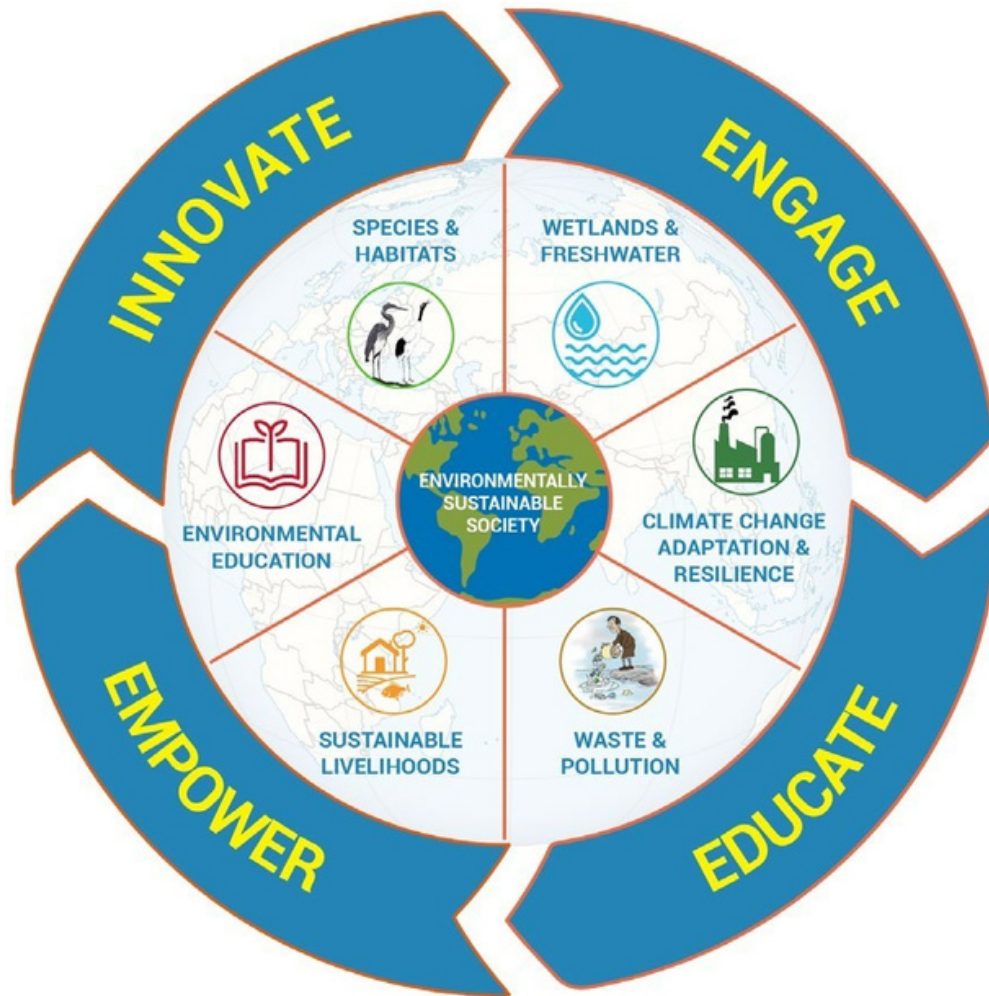 INNOVATE
ENGAGE
SPECIES &
HABITATS
WETLANDS &
FRESHWATER
ENVIRONMENTAL
EDUCATION
ENVIRONMENTALLY
SUSTAINABLE
SOCIETY
CLIMATE CHANGE
ADAPTATION &
RESILIENCE
SUSTAINABLE
LIVELIHOODS
WASTE &
POLLUTION
EMPOWER
EDUCATE